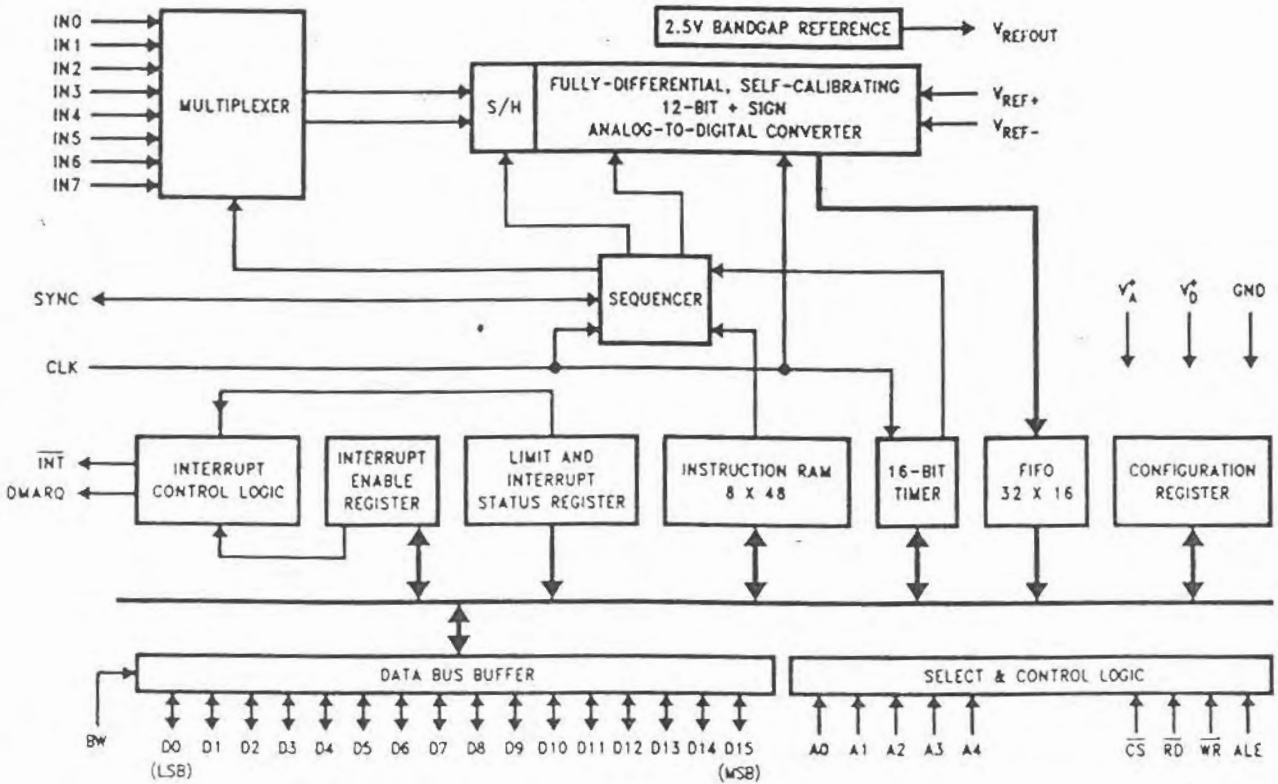 IN0
IN1
IN2
IN3
IN4
IN5
IN6
IN7
MULTIPLEXER
2.5V BANDGAP REFERENCE
VREFOUT
S/H
FULLY-DIFFERENTIAL, SELF-CALIBRATING
12-BIT + SIGN
ANALOG-TO-DIGITAL CONVERTER
VREF+
VREF-
SEQUENCER
SYNC
CLK
VA+
VD+
GND
INT
DMARQ
INTERRUPT
CONTROL LOGIC
INTERRUPT
ENABLE
REGISTER
LIMIT AND
INTERRUPT
STATUS REGISTER
INSTRUCTION RAM
8 X 48
16-BIT
TIMER
FIFO
32 X 16
CONFIGURATION
REGISTER
DATA BUS BUFFER
SELECT & CONTROL LOGIC
BW
D0 D1 D2 D3 D4 D5 D6 D7 D8 D9 D10 D11 D12 D13 D14 D15
(LSB) (MSB)
A0 A1 A2 A3 A4
CS RD WR ALE